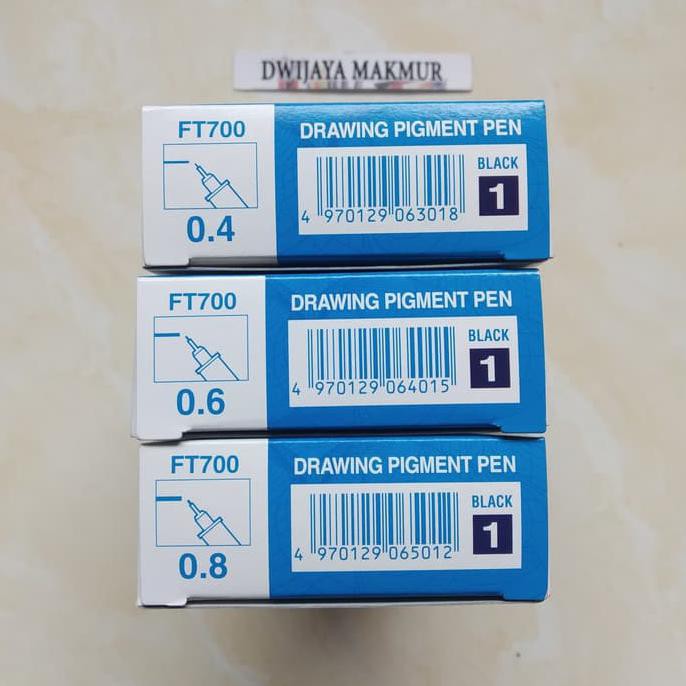 DWIJAYA MAKMUR
FT700
DRAWING PIGMENT PEN
BLACK
1
4 970129 063018
0.4
FT700
DRAWING PIGMENT PEN
BLACK
1
4 970129 064015
0.6
FT700
DRAWING PIGMENT PEN
BLACK
1
4 970129 065012
0.8